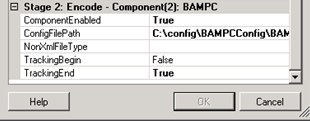 Stage 2: Encode - Component(2): BAMPC
ComponentEnabled True
ConfigFilePath C:\config\BAMPCConfig\BAM
NonXmlFileType
TrackingBegin False
TrackingEnd True
Help OK Cancel